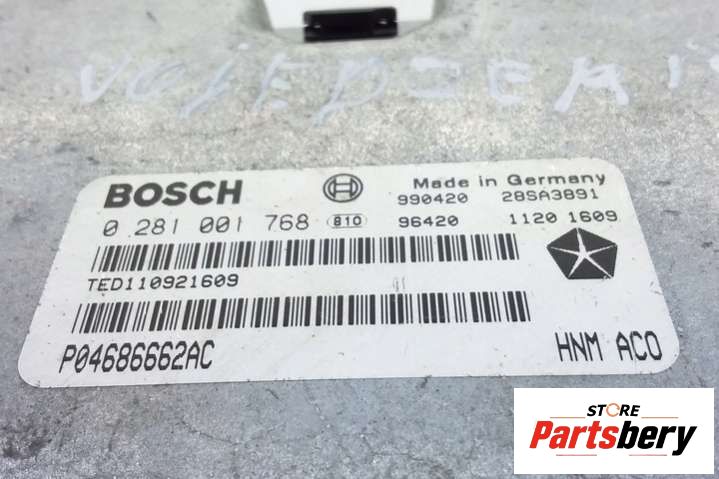 BOSCH Made in Germany
990420 28SA3891
0 281 001 768 810 96420 1120 1609
TED110921609
P04686662AC HNM ACO
STORE
Partsbery